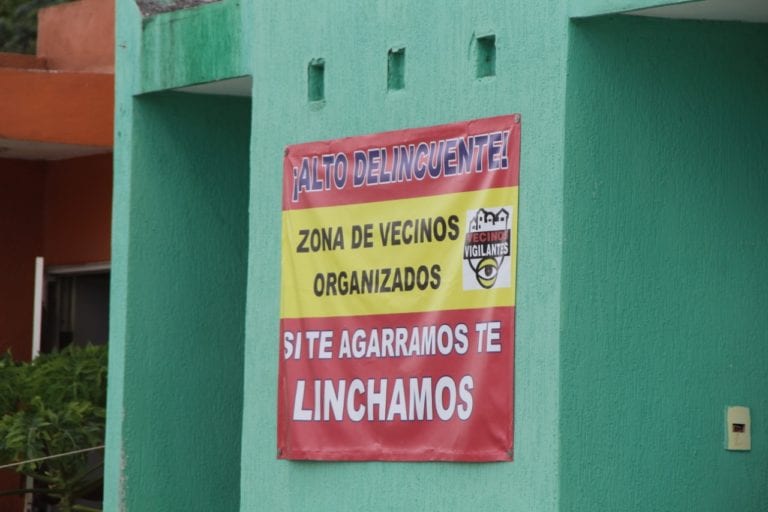 ¡ALTO DELINCUENTE!
ZONA DE VECINOS
ORGANIZADOS
VECINOS
VIGILANTES
SI TE AGARRAMOS TE
LINCHAMOS